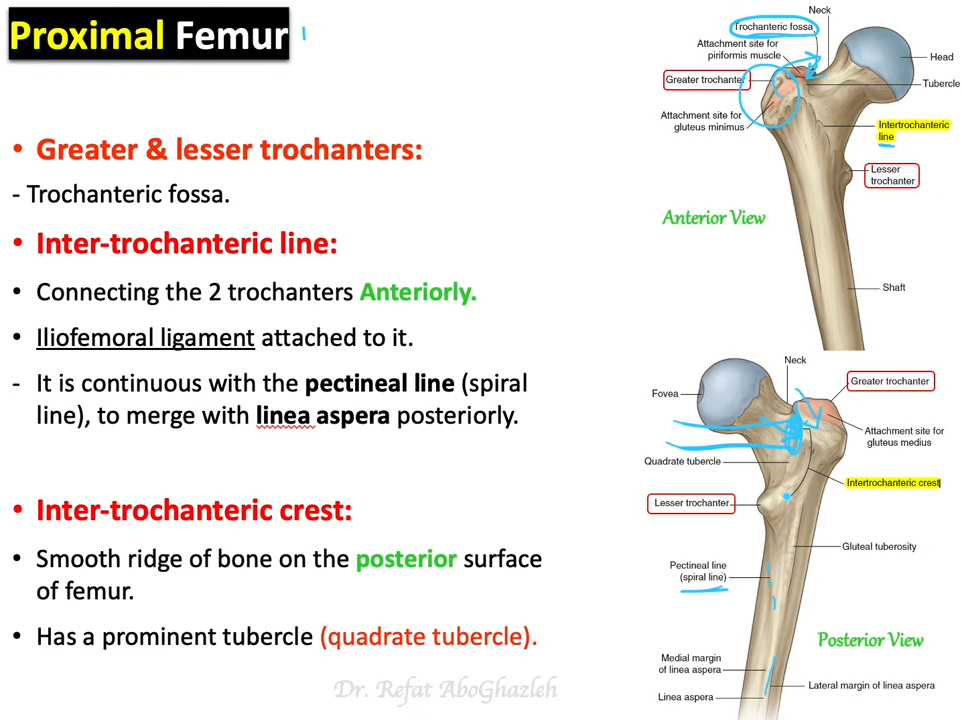 Proximal Femur
• Greater & lesser trochanters:
- Trochanteric fossa.
• Inter-trochanteric line:
• Connecting the 2 trochanters Anteriorly.
• Iliofemoral ligament attached to it.
- It is continuous with the pectineal line (spiral
line), to merge with linea aspera posteriorly.
• Inter-trochanteric crest:
• Smooth ridge of bone on the posterior surface
of femur.
• Has a prominent tubercle (quadrate tubercle).
Dr. Refat AboGhazleh
Neck
Trochanteric fossa
Attachment site for
piriformis muscle
Head
Greater trochanter
Tubercle
Attachment site for
gluteus minimus
Intertrochanteric
line
Lesser
trochanter
Anterior View
Shaft
Neck
Greater trochanter
Fovea
Attachment site for
gluteus medius
Quadrate tubercle
Intertrochanteric crest
Lesser trochanter
Gluteal tuberosity
Pectineal line
(spiral line)
Posterior View
Medial margin
of linea aspera
Lateral margin of linea aspera
Linea aspera